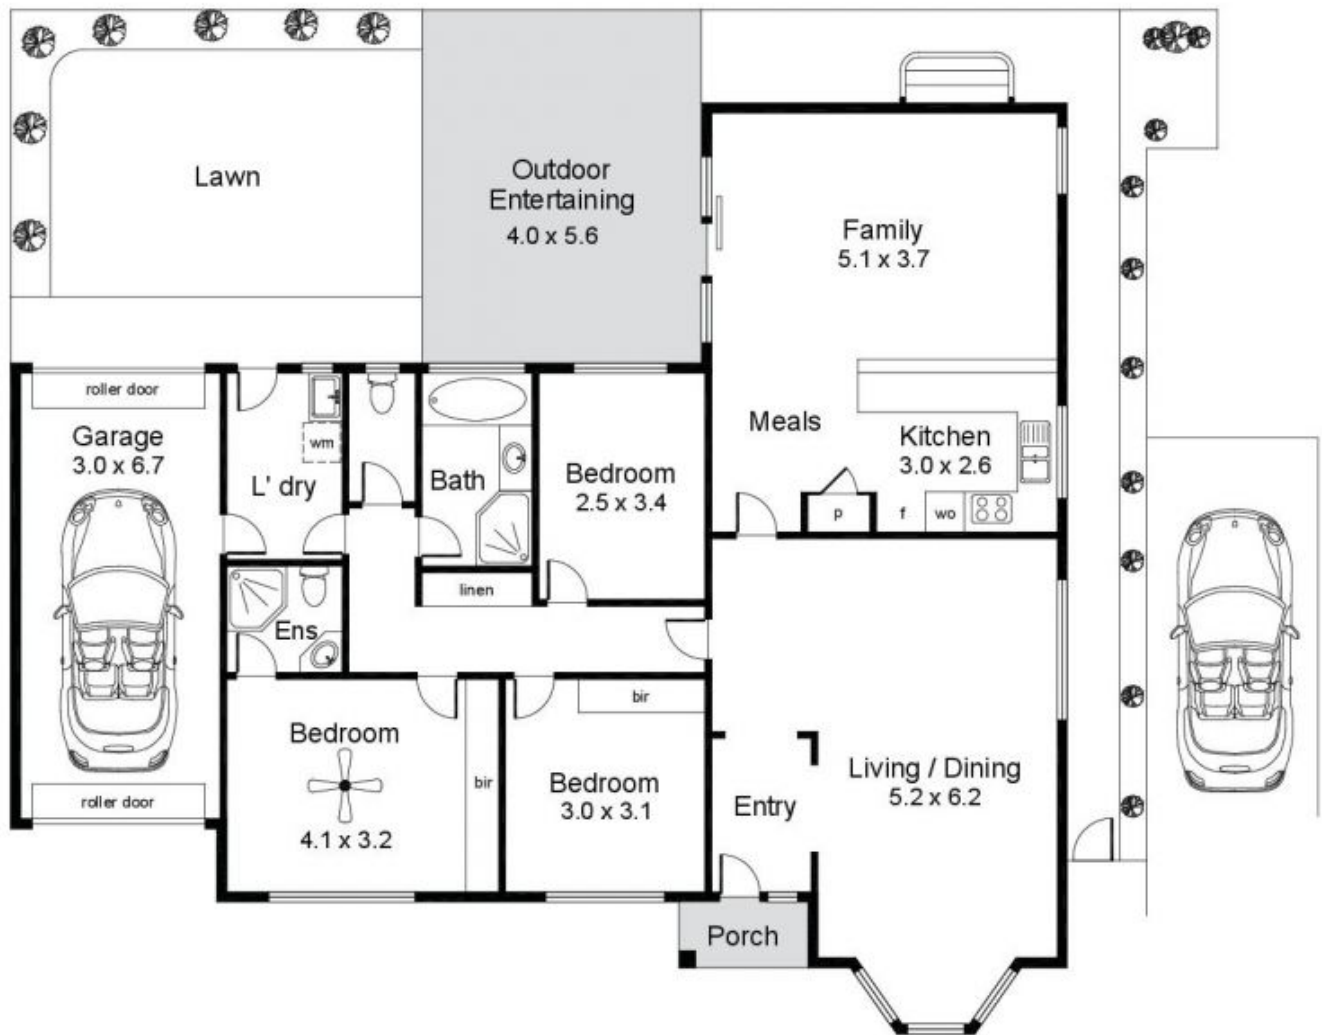 Lawn
Outdoor
Entertaining
4.0 x 5.6
Family
5.1 x 3.7
roller door
Garage
3.0 x 6.7
wm
L' dry
Bath
Bedroom
2.5 x 3.4
Meals
Kitchen
3.0 x 2.6
p
f
wo
linen
Ens
bir
Bedroom
4.1 x 3.2
bir
Bedroom
3.0 x 3.1
Entry
Living / Dining
5.2 x 6.2
roller door
Porch